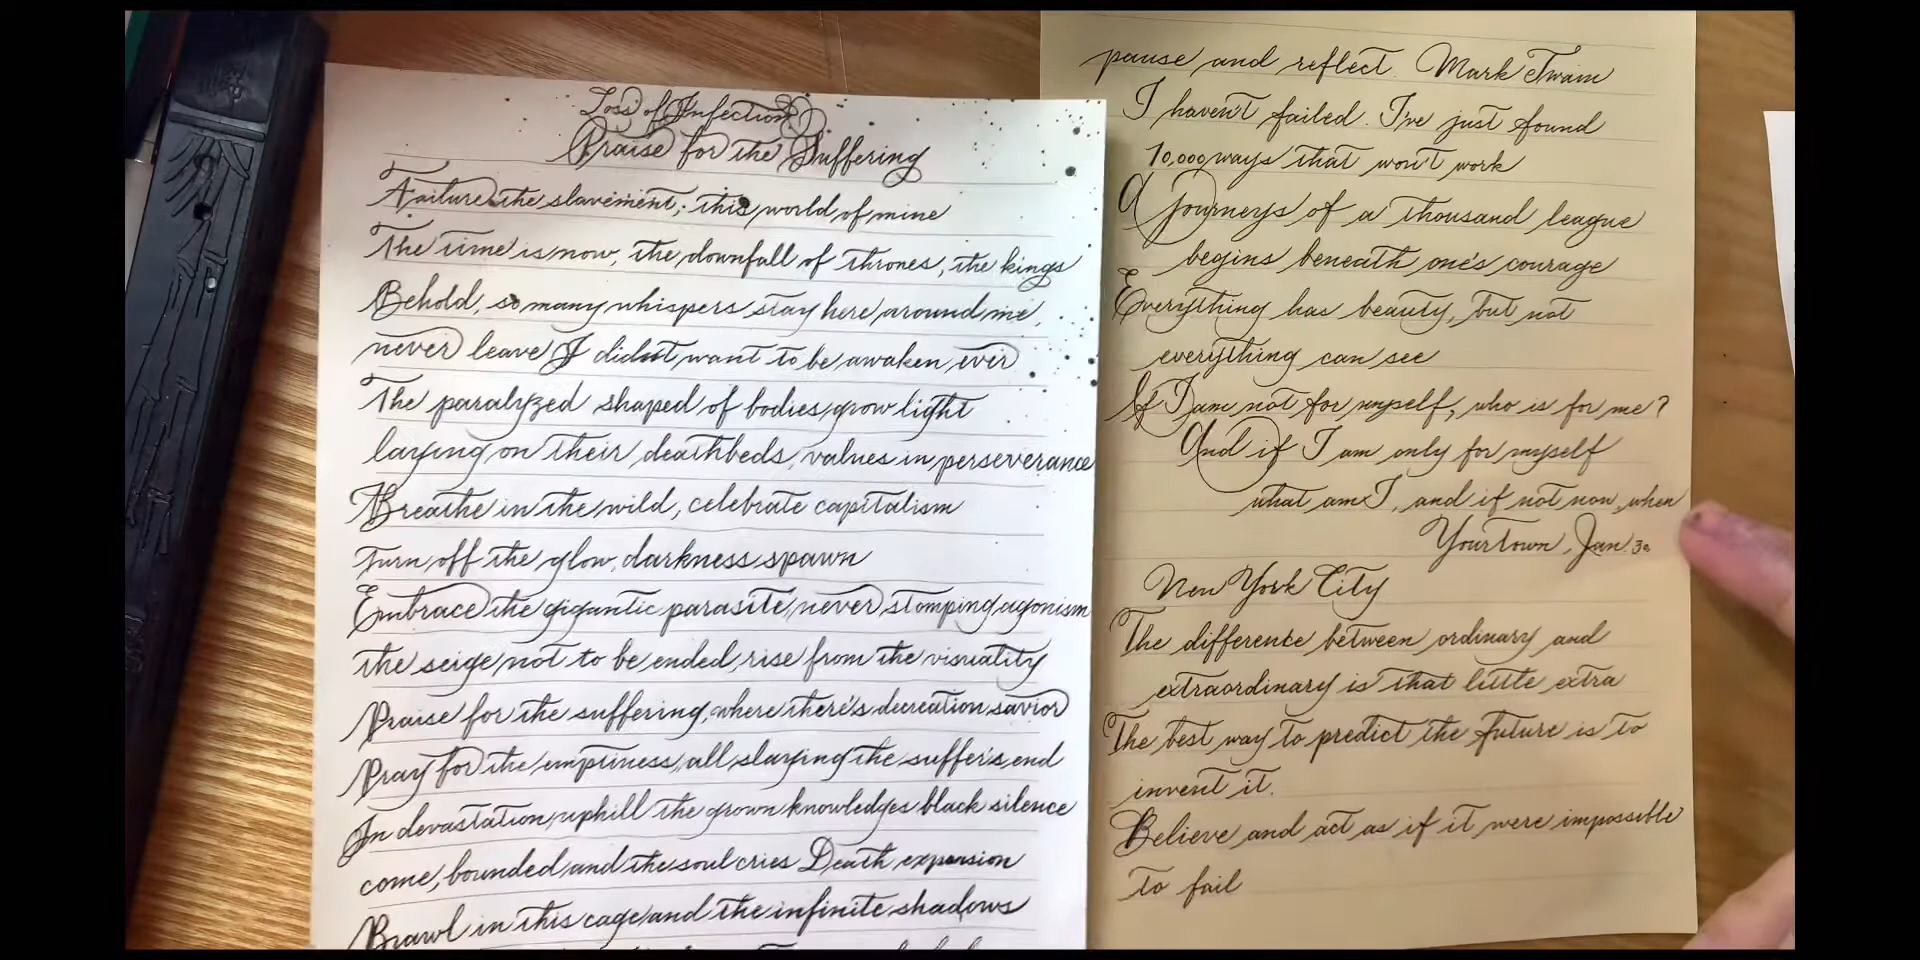 Loss of Infection
Praise for the Suffering
Failure the slavement; this world of mine
The time is now, the downfall of thrones, the kings
Behold, so many whispers stay here around me,
never leave I didn't want to be awaken ever
The paralyzed shaped of bodies grow light
laying on their deathbeds, values in perseverance
Breathe in the wild, celebrate capitalism
Turn off the glow, darkness spawn
Embrace the gigantic parasite, never stomping agonism
the seige not to be ended, rise from the visuality
Praise for the suffering, where there's decreation savior
Pray for the emptiness, all slaying the suffer's end
In devastation, uphill the grown knowledges black silence
come, bounded and the soul cries Death expansion
Brawl in this cage and the infinite shadows
pause and reflect. Mark Twain
I haven't failed. I've just found
10,000 ways that won't work
A journeys of a thousand league
begins beneath one's courage
Everything has beauty, but not
everything can see
If I am not for myself, who is for me?
And if I am only for myself
what am I, and if not now, when
Yourtown, Jan. 30
New York City
The difference between ordinary and
extraordinary is that little extra
The best way to predict the future is to
invent it.
Believe and act as if it were impossible
to fail